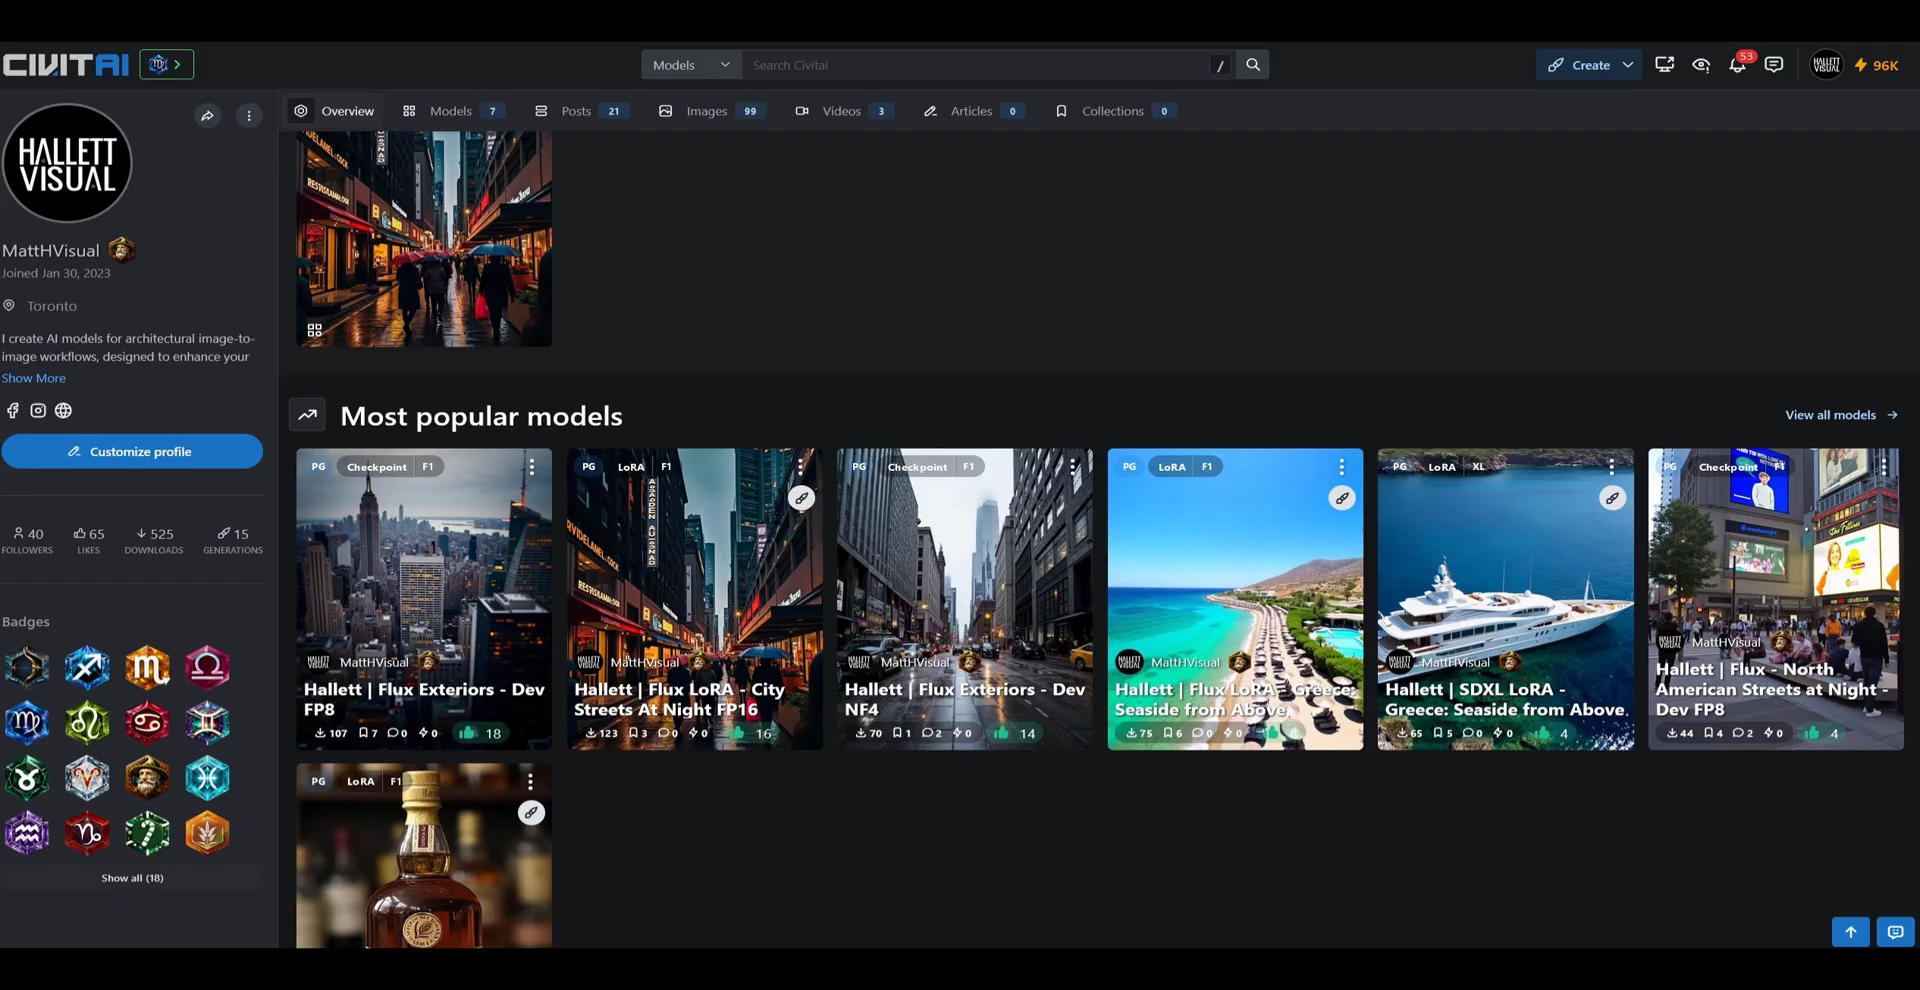 CIVITAI
Models
Search Civitai
/
Create
53
HALLETT VISUAL
96K
HALLETT
VISUAL
Overview
Models 7
Posts 21
Images 99
Videos 3
Articles 0
Collections 0
MattHVisual
Joined Jan 30, 2023
Toronto
I create AI models for architectural image-to-
image workflows, designed to enhance your
Show More
Customize profile
40 65 525 15
FOLLOWERS LIKES DOWNLOADS GENERATIONS
Badges
Show all (18)
Most popular models
View all models
PG Checkpoint F1
MattHVisual
Hallett | Flux Exteriors - Dev
FP8
107 7 0 0 18
PG LoRA F1
MattHVisual
Hallett | Flux LoRA - City
Streets At Night FP16
123 3 0 0 16
PG Checkpoint F1
MattHVisual
Hallett | Flux Exteriors - Dev
NF4
70 1 2 0 14
PG LoRA F1
MattHVisual
Hallett | Flux LoRA - Greece:
Seaside from Above
75 6 0 0
PG LoRA XL
MattHVisual
Hallett | SDXL LoRA -
Greece: Seaside from Above
65 5 0 0 4
PG Checkpoint F1
MattHVisual
Hallett | Flux - North
American Streets at Night -
Dev FP8
44 4 2 0 4
PG LoRA F1